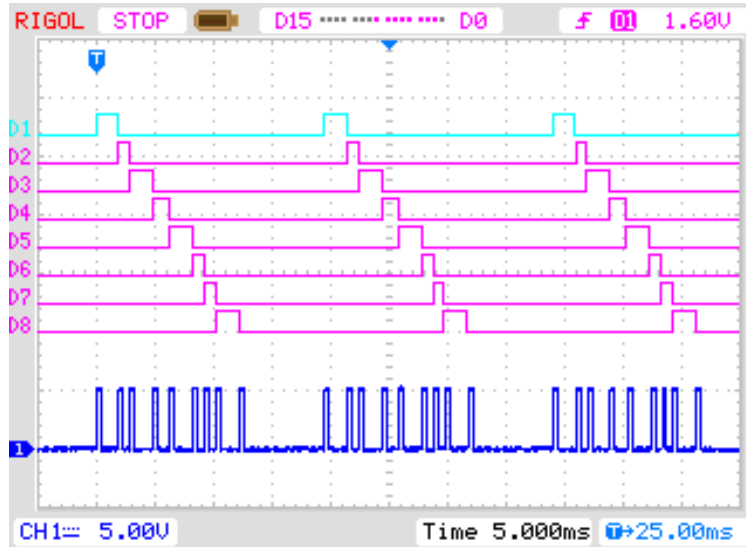 RIGOL STOP D15 D0 D1 1.60V
T
D1
D2
D3
D4
D5
D6
D7
D8
1
CH1 5.00V Time 5.000ms T→25.00ms